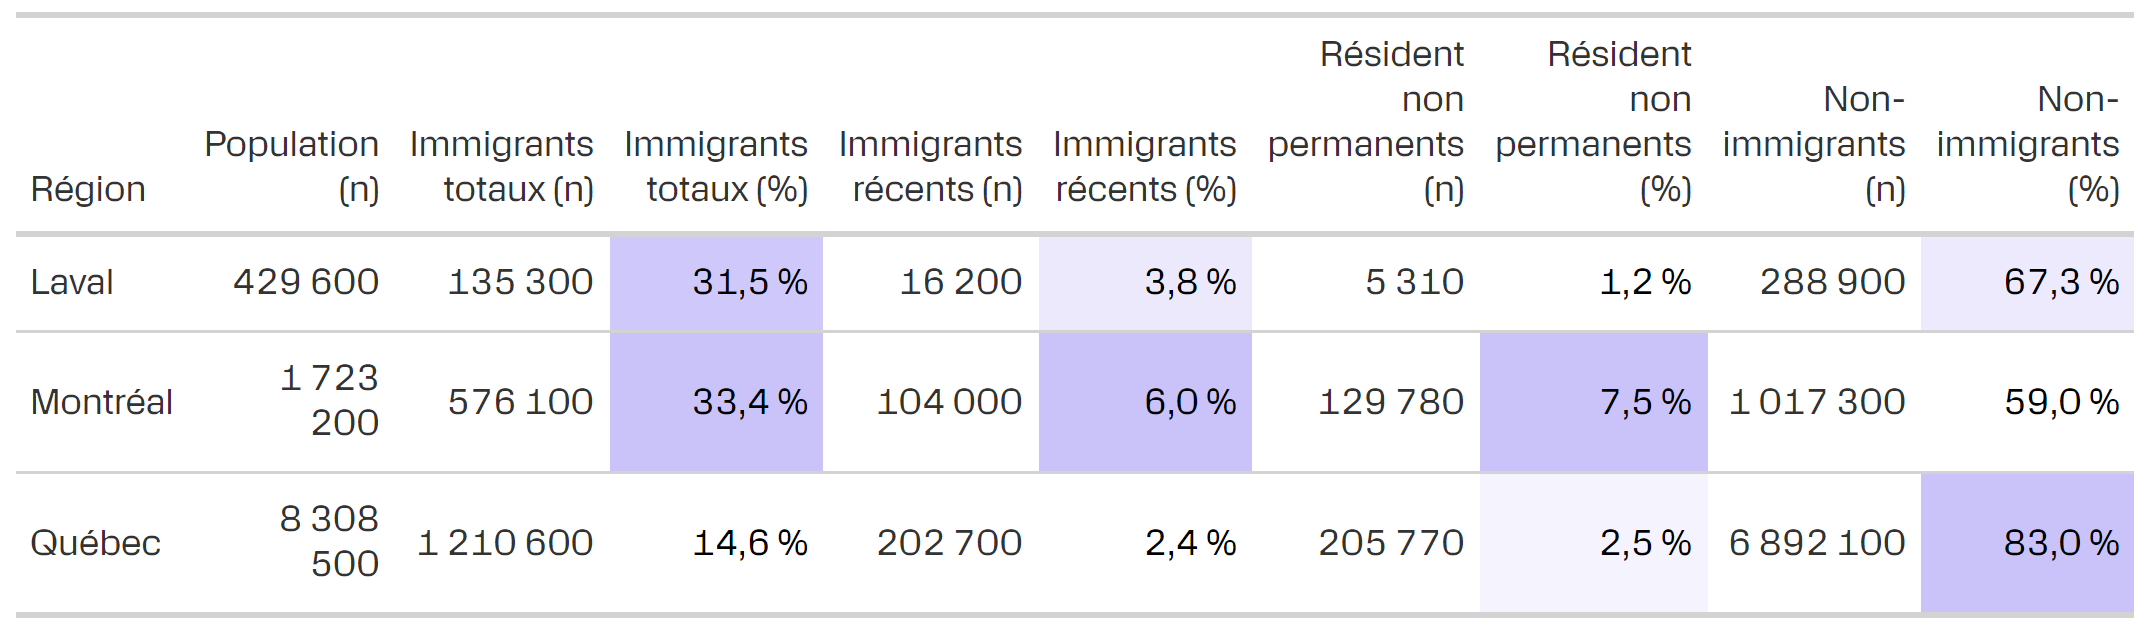 Région
Population
(n)
Immigrants
totaux (n)
Immigrants
totaux (%)
Immigrants
récents (n)
Immigrants
récents (%)
Résident
non
permanents
(n)
Résident
non
permanents
(%)
Non-
immigrants
(n)
Non-
immigrants
(%)
Laval 429 600 135 300 31,5 % 16 200 3,8 % 5 310 1,2 % 288 900 67,3 %
Montréal
1 723
200
576 100 33,4 % 104 000 6,0 % 129 780 7,5 % 1 017 300 59,0 %
Québec
8 308
500
1 210 600 14,6 % 202 700 2,4 % 205 770 2,5 % 6 892 100 83,0 %